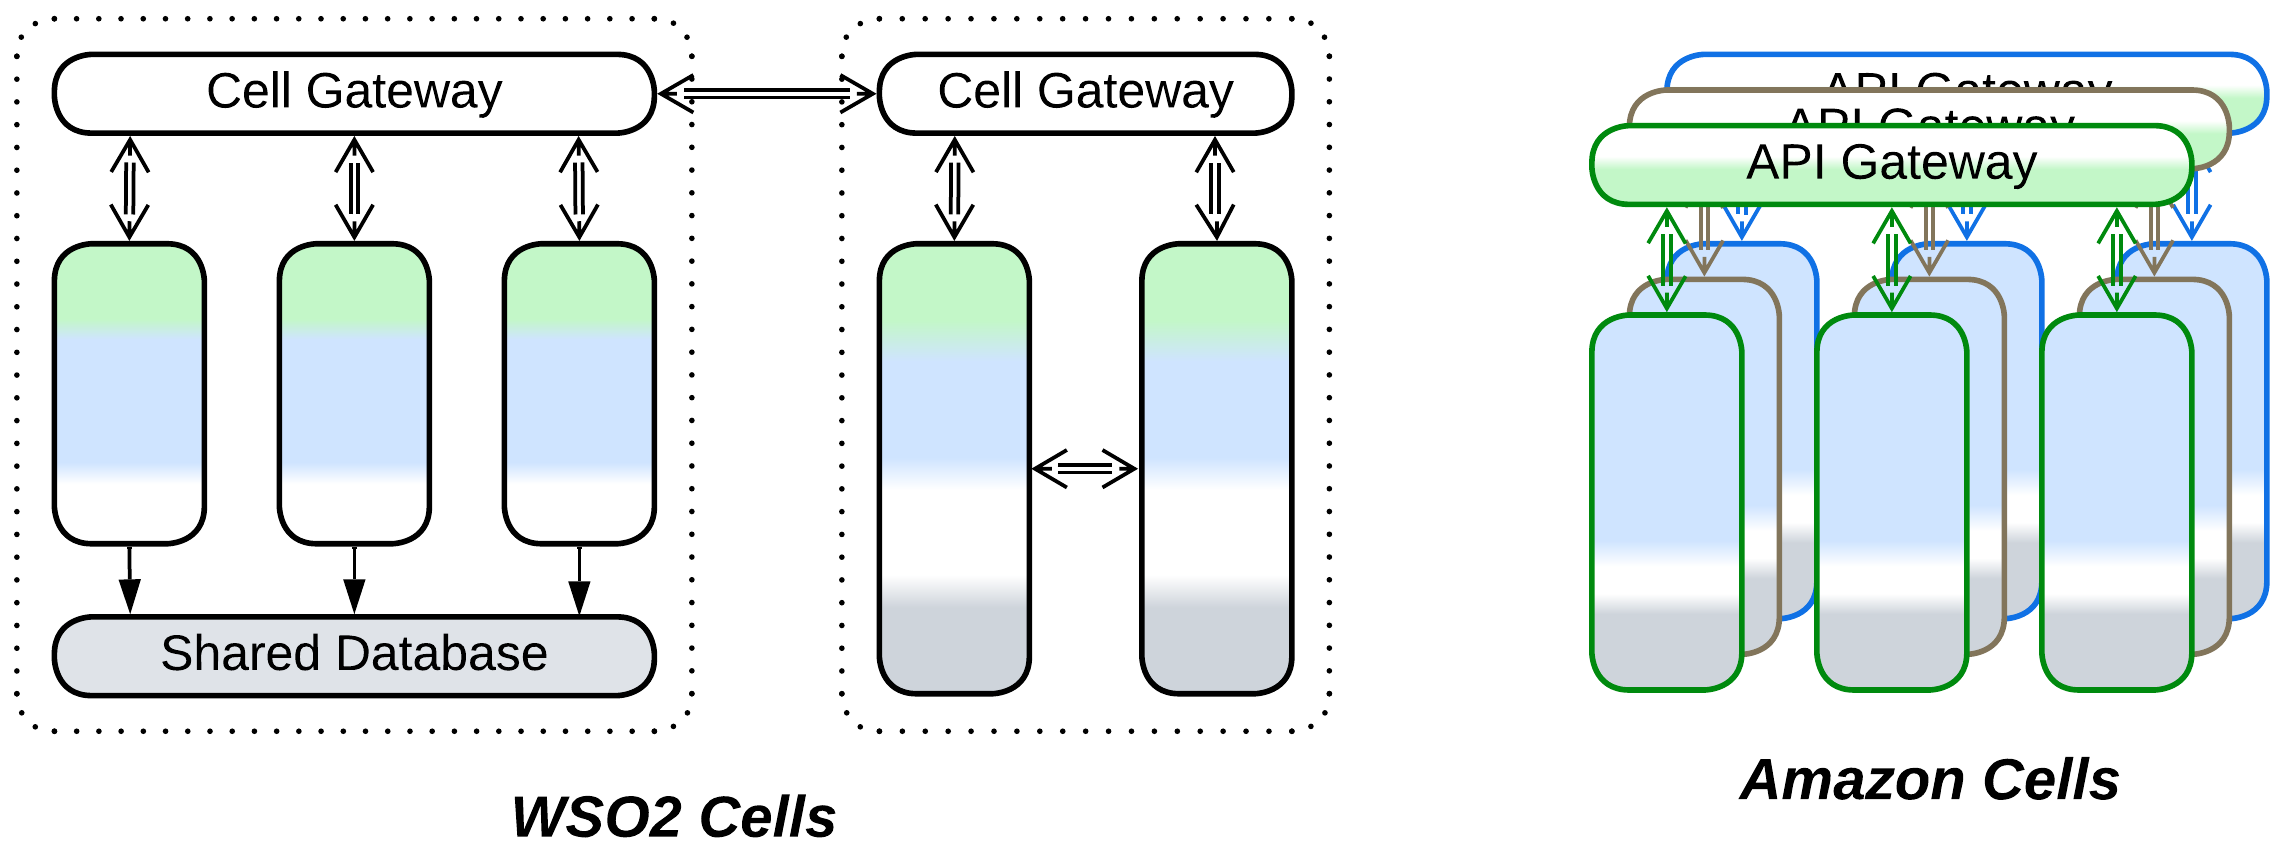 Cell Gateway
Cell Gateway
API Gateway
API Gateway
API Gateway
Shared Database
WSO2 Cells
Amazon Cells